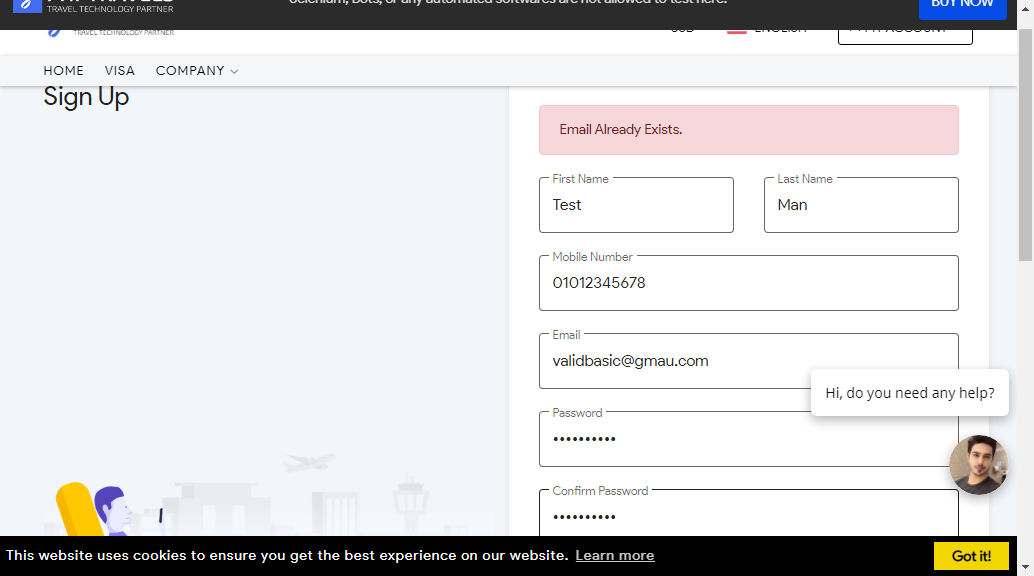 TRAVEL TECHNOLOGY PARTNER
Selenium, Bots, or any automated softwares are not allowed to test here.
BUY NOW
TRAVEL TECHNOLOGY PARTNER
USD
ENGLISH
MY ACCOUNT
HOME VISA COMPANY
Sign Up
Email Already Exists.
First Name
Test
Last Name
Man
Mobile Number
01012345678
Email
validbasic@gmau.com
Hi, do you need any help?
Password
••••••••••
Confirm Password
••••••••••
This website uses cookies to ensure you get the best experience on our website. Learn more
Got it!